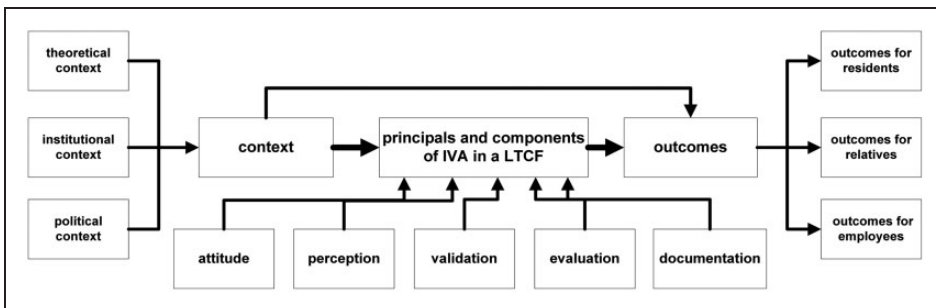 theoretical
context
institutional
context
political
context
context
principals and components
of IVA in a LTCF
outcomes
outcomes for
residents
outcomes for
relatives
outcomes for
employees
attitude
perception
validation
evaluation
documentation